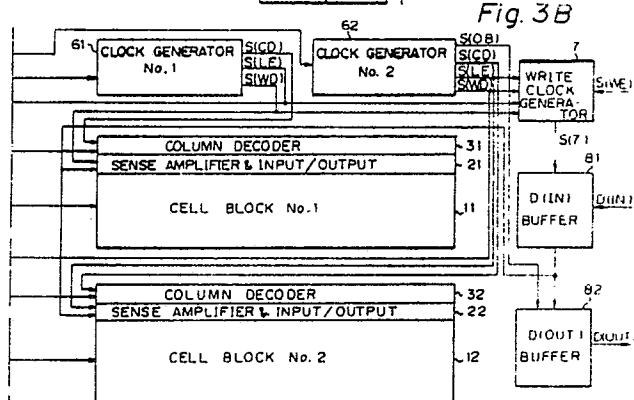 Fig. 3B
61
CLOCK GENERATOR
No. 1
S(CD)
S(LE)
S(WD)
62
CLOCK GENERATOR
No. 2
S(OB)
S(CD)
S(LE)
S(WD)
7
WRITE
CLOCK
GENERA-
TOR
S(WE)
S(7)
COLUMN DECODER
31
SENSE AMPLIFIER & INPUT/OUTPUT
21
CELL BLOCK No.1
11
81
D(IN)
BUFFER
D(IN)
COLUMN DECODER
32
SENSE AMPLIFIER & INPUT/OUTPUT
22
CELL BLOCK No. 2
12
82
D(OUT)
BUFFER
D(OUT